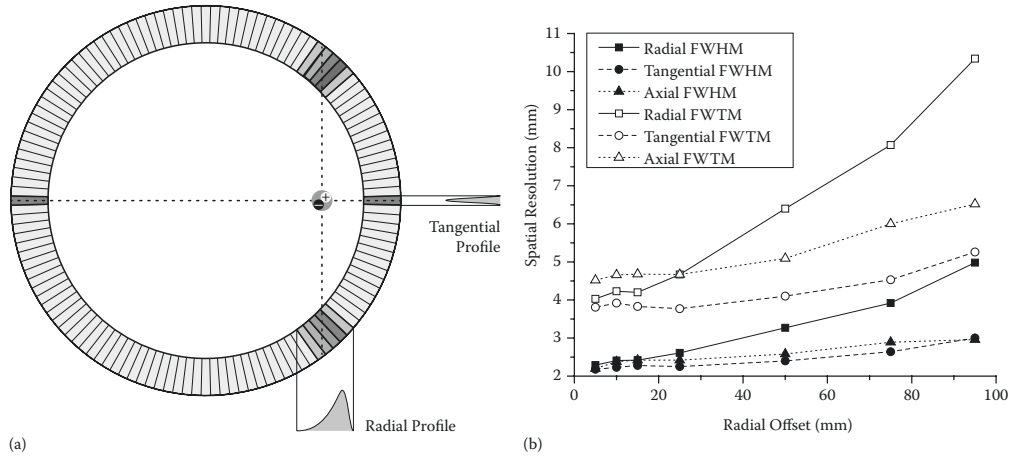 +
−
Tangential
Profile
Radial Profile
(a)
Spatial Resolution (mm)
11
10
9
8
7
6
5
4
3
2
Radial FWHM
Tangential FWHM
Axial FWHM
Radial FWTM
Tangential FWTM
Axial FWTM
0 20 40 60 80 100
Radial Offset (mm)
(b)